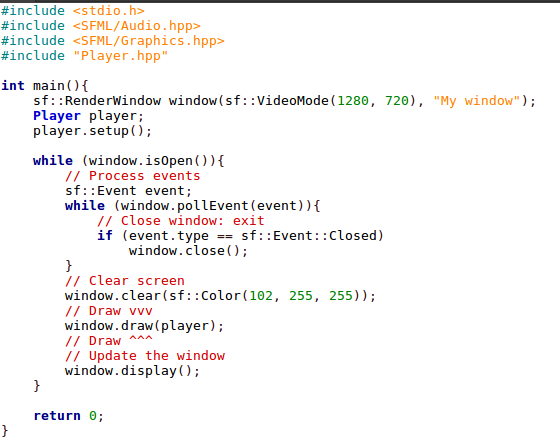 #include <stdio.h>
#include <SFML/Audio.hpp>
#include <SFML/Graphics.hpp>
#include "Player.hpp"

int main(){
    sf::RenderWindow window(sf::VideoMode(1280, 720), "My window");
    Player player;
    player.setup();

    while (window.isOpen()){
        // Process events
        sf::Event event;
        while (window.pollEvent(event)){
            // Close window: exit
            if (event.type == sf::Event::Closed)
                window.close();
        }
        // Clear screen
        window.clear(sf::Color(102, 255, 255));
        // Draw vvv
        window.draw(player);
        // Draw ^^^
        // Update the window
        window.display();
    }

    return 0;
}